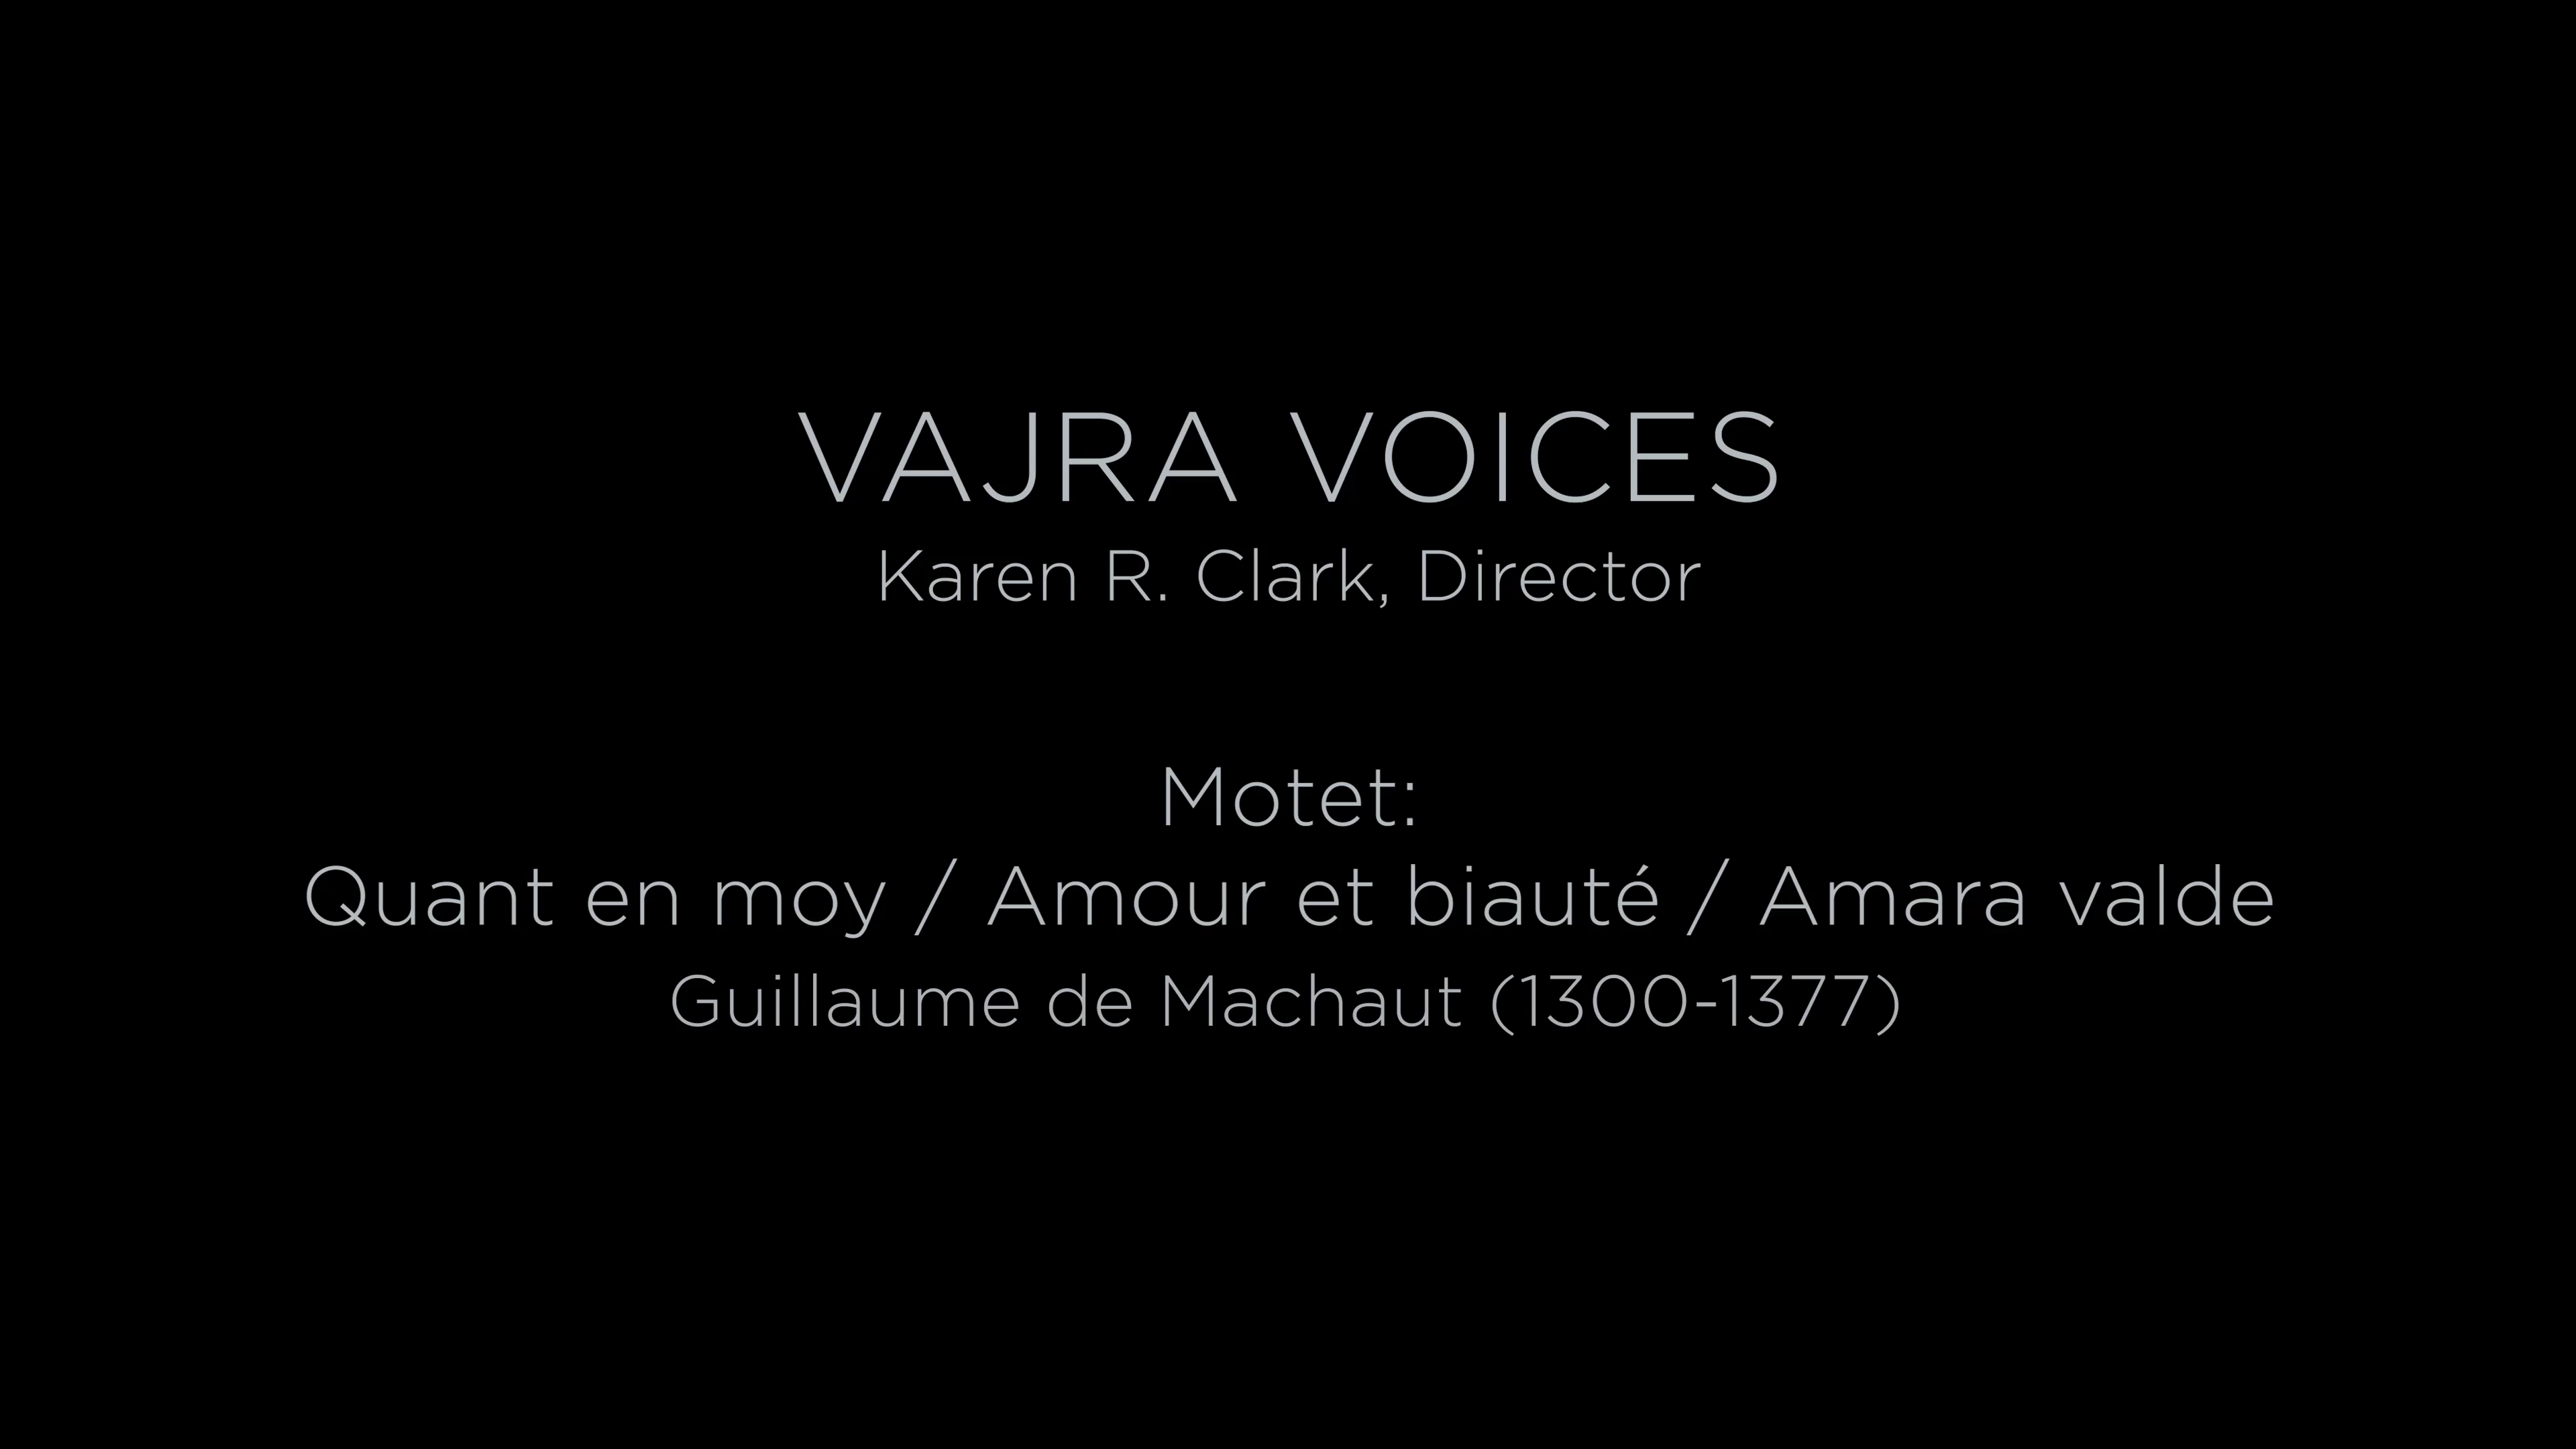 VAJRA VOICES
Karen R. Clark, Director
Motet:
Quant en moy / Amour et biauté / Amara valde
Guillaume de Machaut (1300-1377)